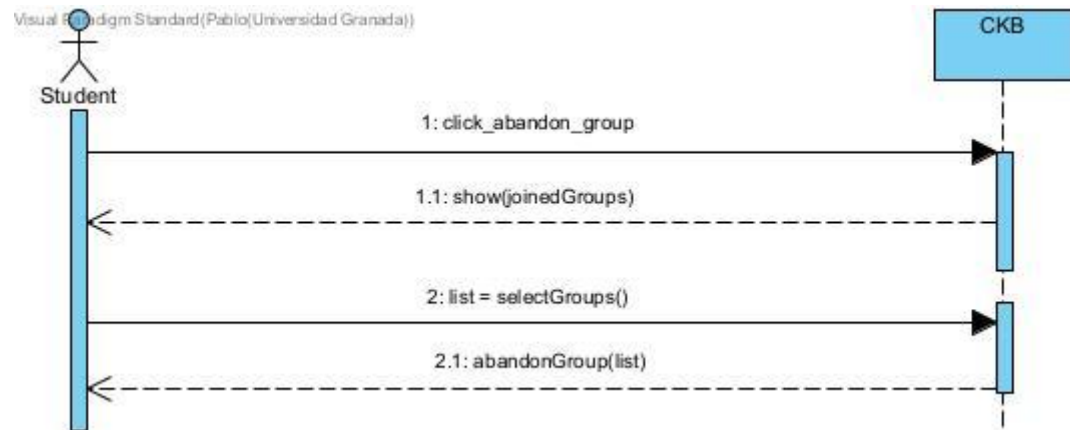 Visual Paradigm Standard(Pablo(Universidad Granada))
CKB
Student
1: click_abandon_group
1.1: show(joinedGroups)
2: list = selectGroups()
2.1: abandonGroup(list)